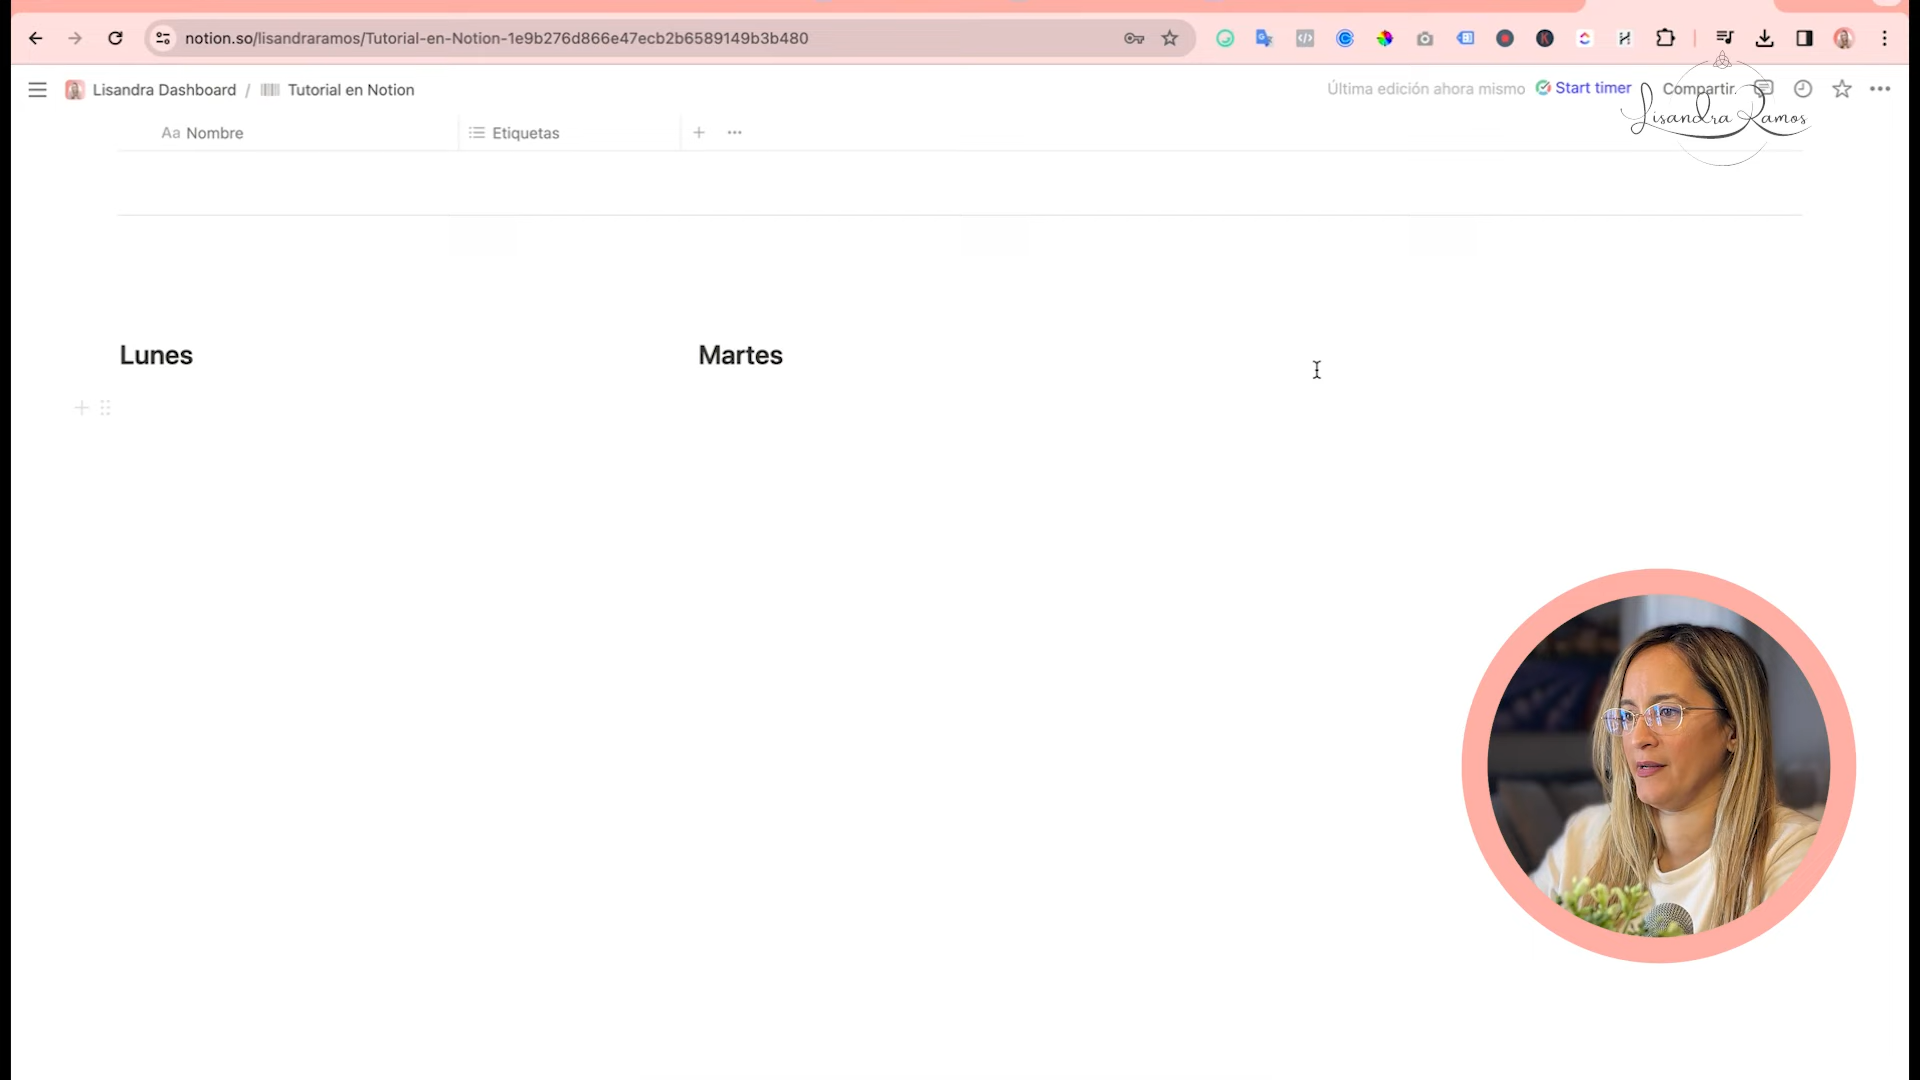 notion.so/lisandraramos/Tutorial-en-Notion-1e9b276d866e47ecb2b6589149b3b480
Lisandra Dashboard / Tutorial en Notion
Última edición ahora mismo
Start timer
Compartir
Lisandra Ramos
Aa Nombre
Etiquetas
Lunes
Martes